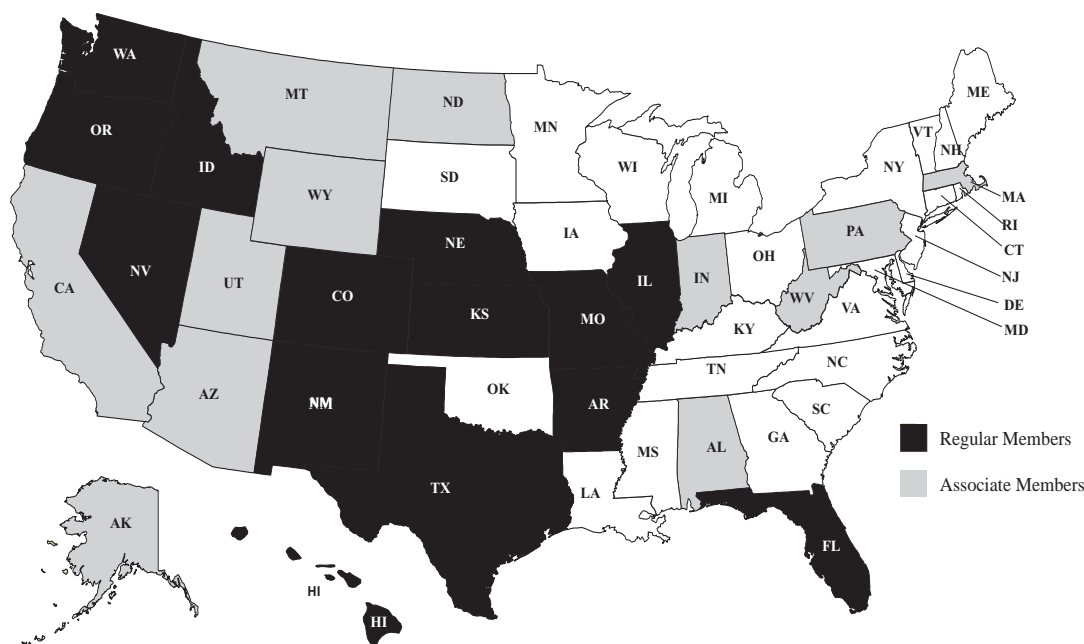 WA
MT
ND
MN
ME
OR
ID
WY
SD
WI
MI
NY
VT
NH
MA
RI
CT
NJ
DE
MD
NE
IA
IL
IN
OH
PA
NV
UT
CO
KS
MO
KY
WV
VA
CA
AZ
NM
OK
AR
TN
NC
SC
TX
LA
MS
AL
GA
FL
Regular Members
Associate Members
AK
HI
HI